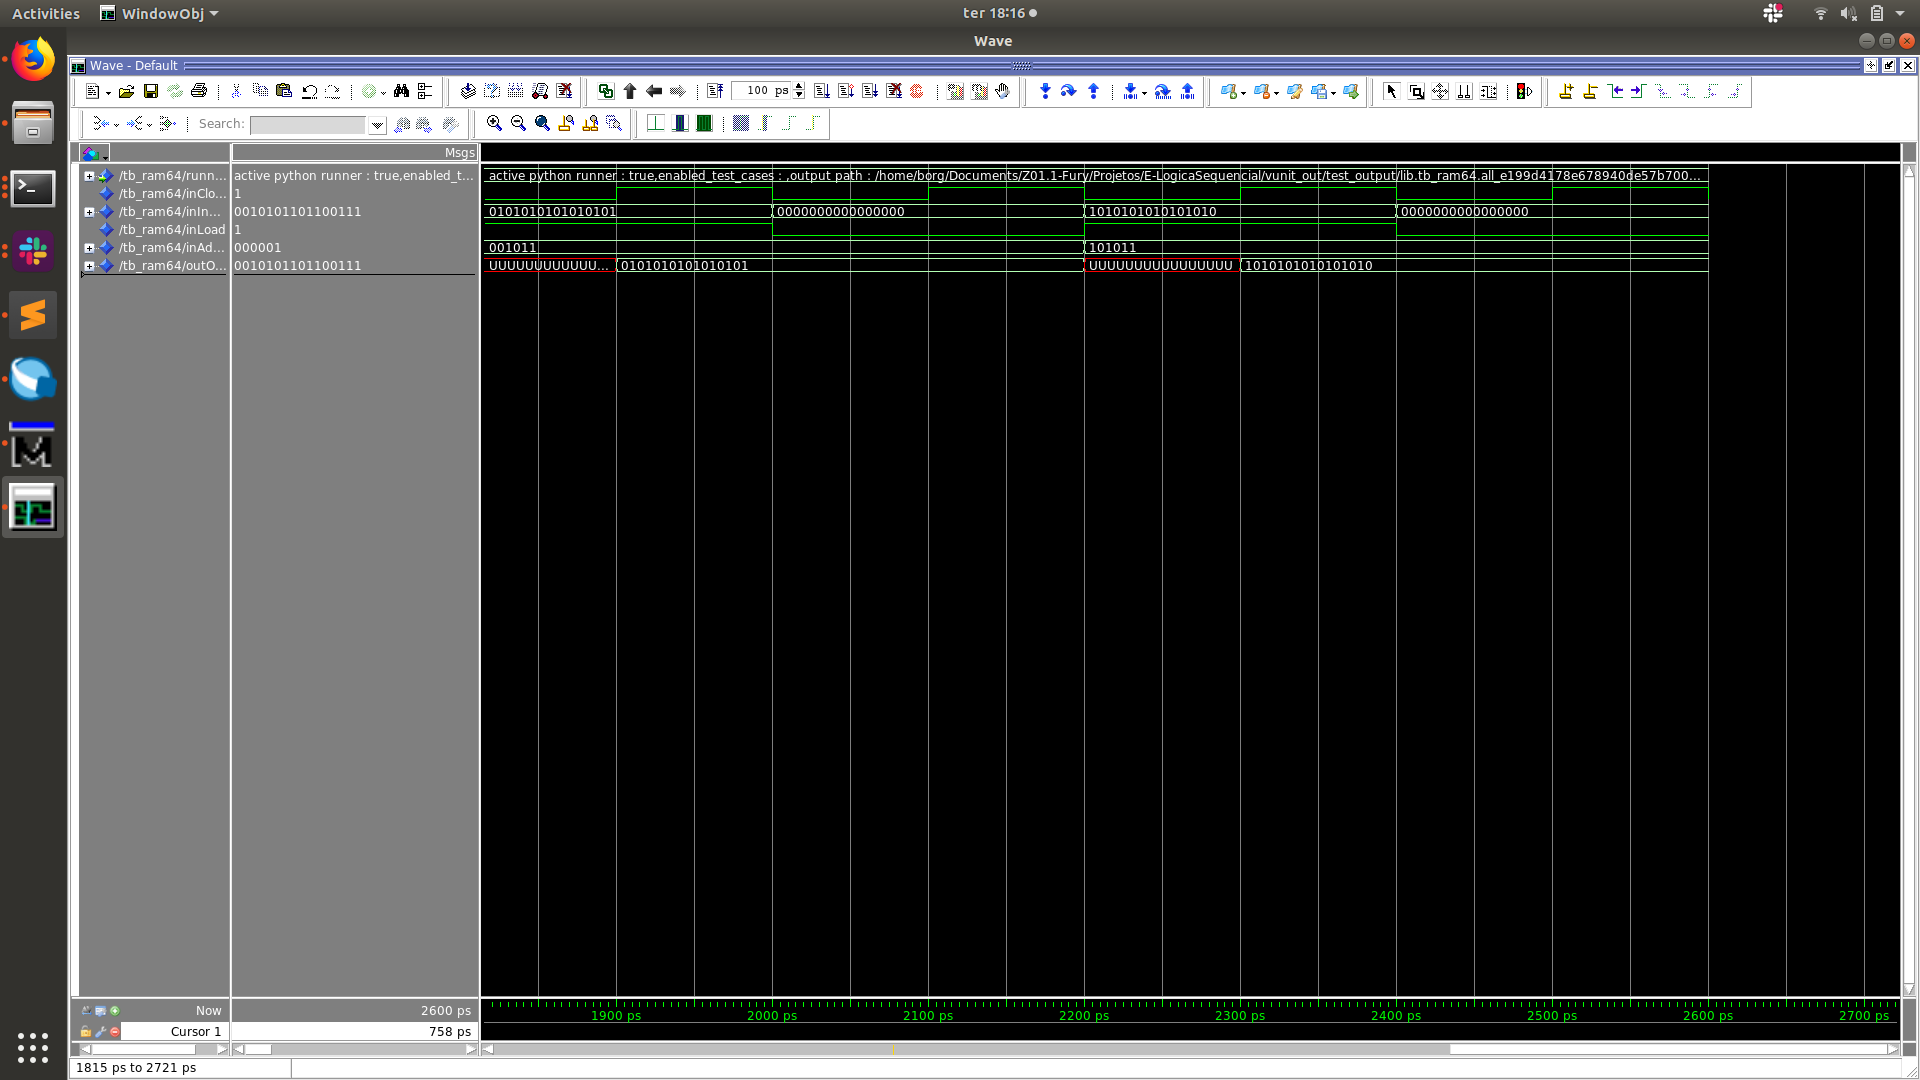 Activities WindowObj ter 18:16
Wave
Wave - Default
100 ps
Search:
Msgs
/tb_ram64/runn... active python runner : true,enabled_t... active python runner : true,enabled_test_cases : ,output path : /home/borg/Documents/Z01.1-Fury/Projetos/E-LogicaSequencial/vunit_out/test_output/lib.tb_ram64.all_e199d4178e678940de57b700...
/tb_ram64/inClo... 1
/tb_ram64/inIn... 0010101101100111 0101010101010101 0000000000000000 1010101010101010 0000000000000000
/tb_ram64/inLoad 1
/tb_ram64/inAd... 000001 001011 101011
/tb_ram64/outO... 0010101101100111 UUUUUUUUUUUU... 0101010101010101 UUUUUUUUUUUUUUUU 1010101010101010
Now 2600 ps
1900 ps 2000 ps 2100 ps 2200 ps 2300 ps 2400 ps 2500 ps 2600 ps 2700 ps
Cursor 1 758 ps
1815 ps to 2721 ps